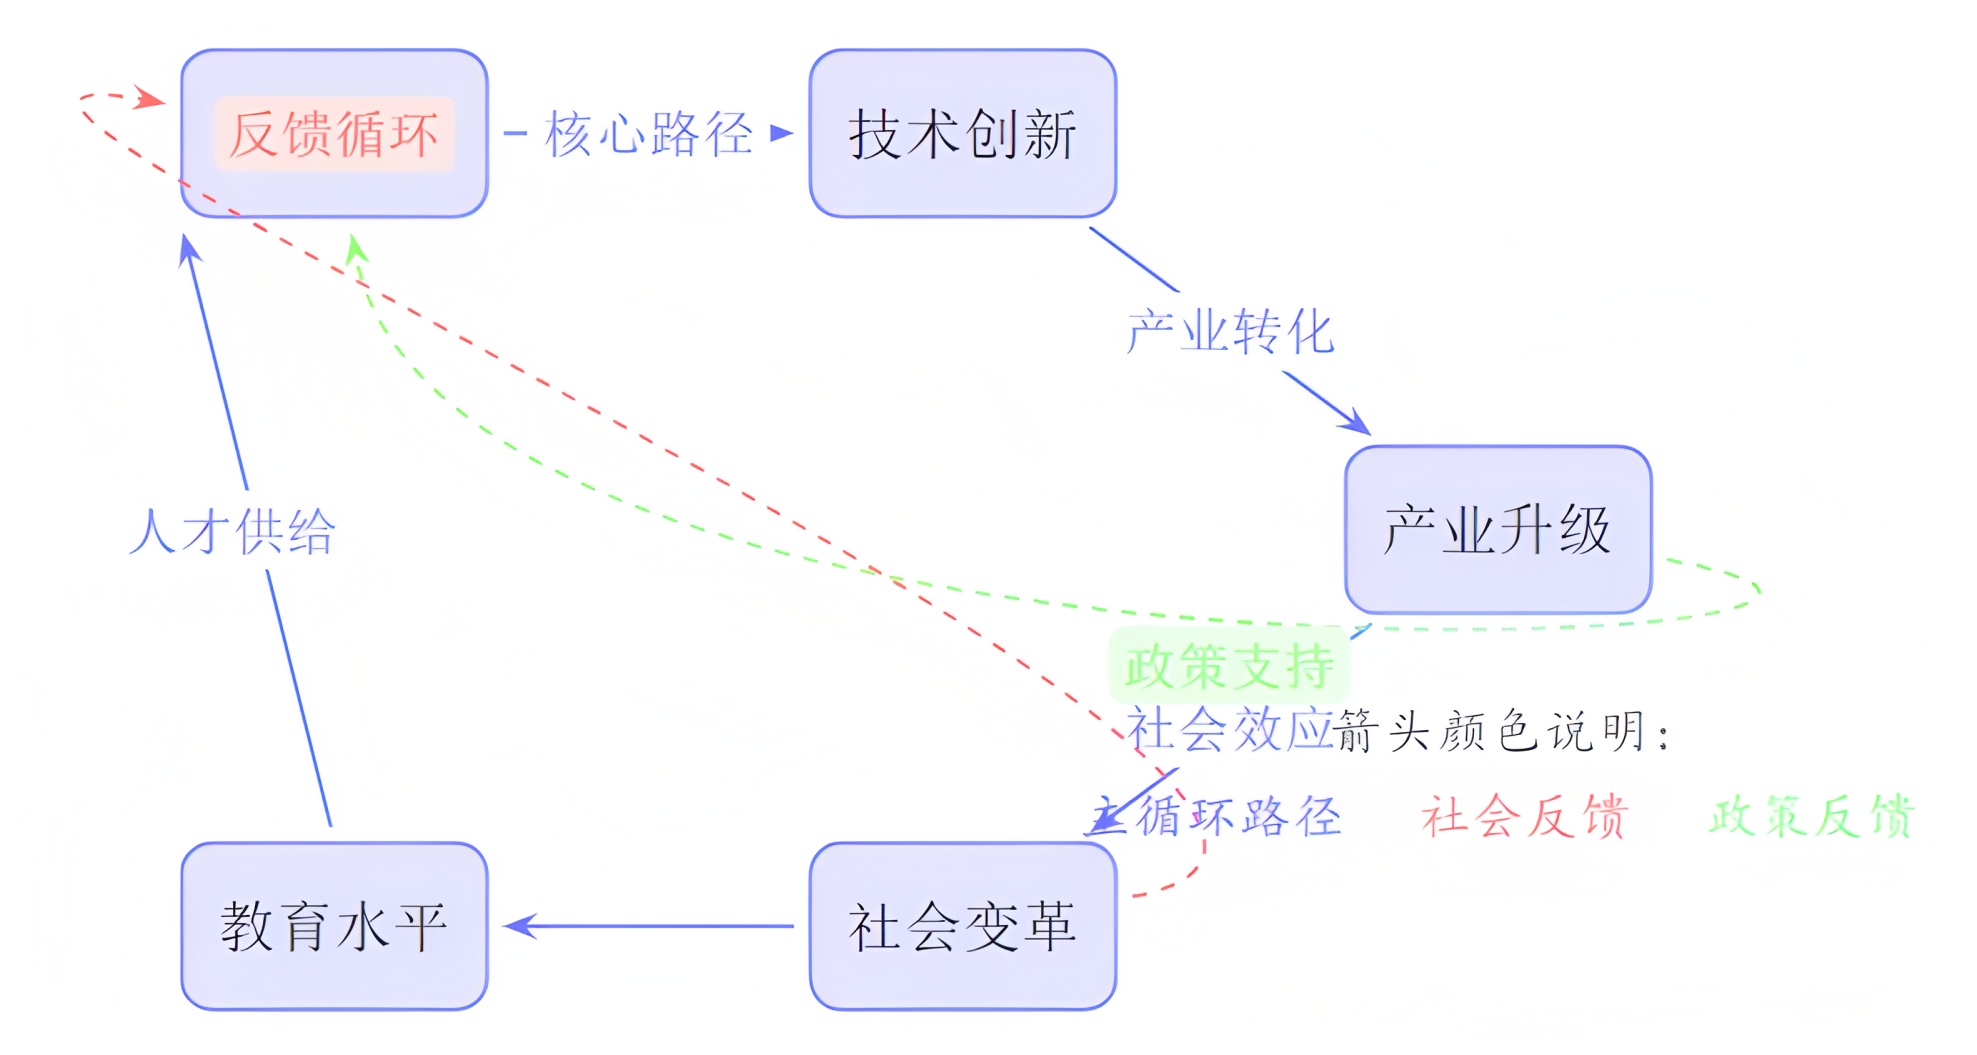 反馈循环
核心路径
技术创新
产业转化
人才供给
产业升级
政策支持
社会效应
箭头颜色说明：
主循环路径 社会反馈 政策反馈
教育水平
社会变革